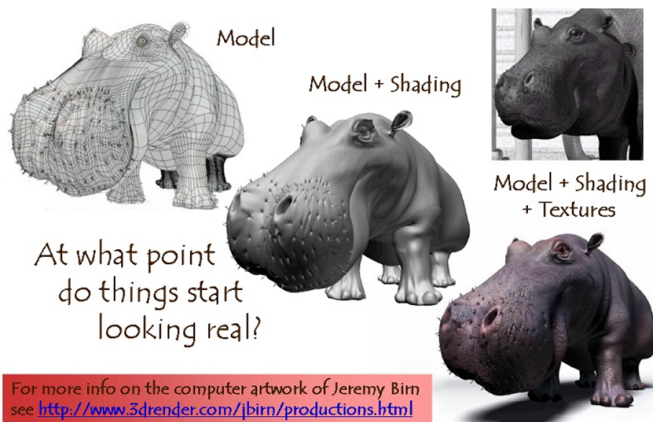 Model
Model + Shading
Model + Shading
+ Textures
At what point
do things start
looking real?
For more info on the computer artwork of Jeremy Birn
see http://www.3drender.com/jbirn/productions.html